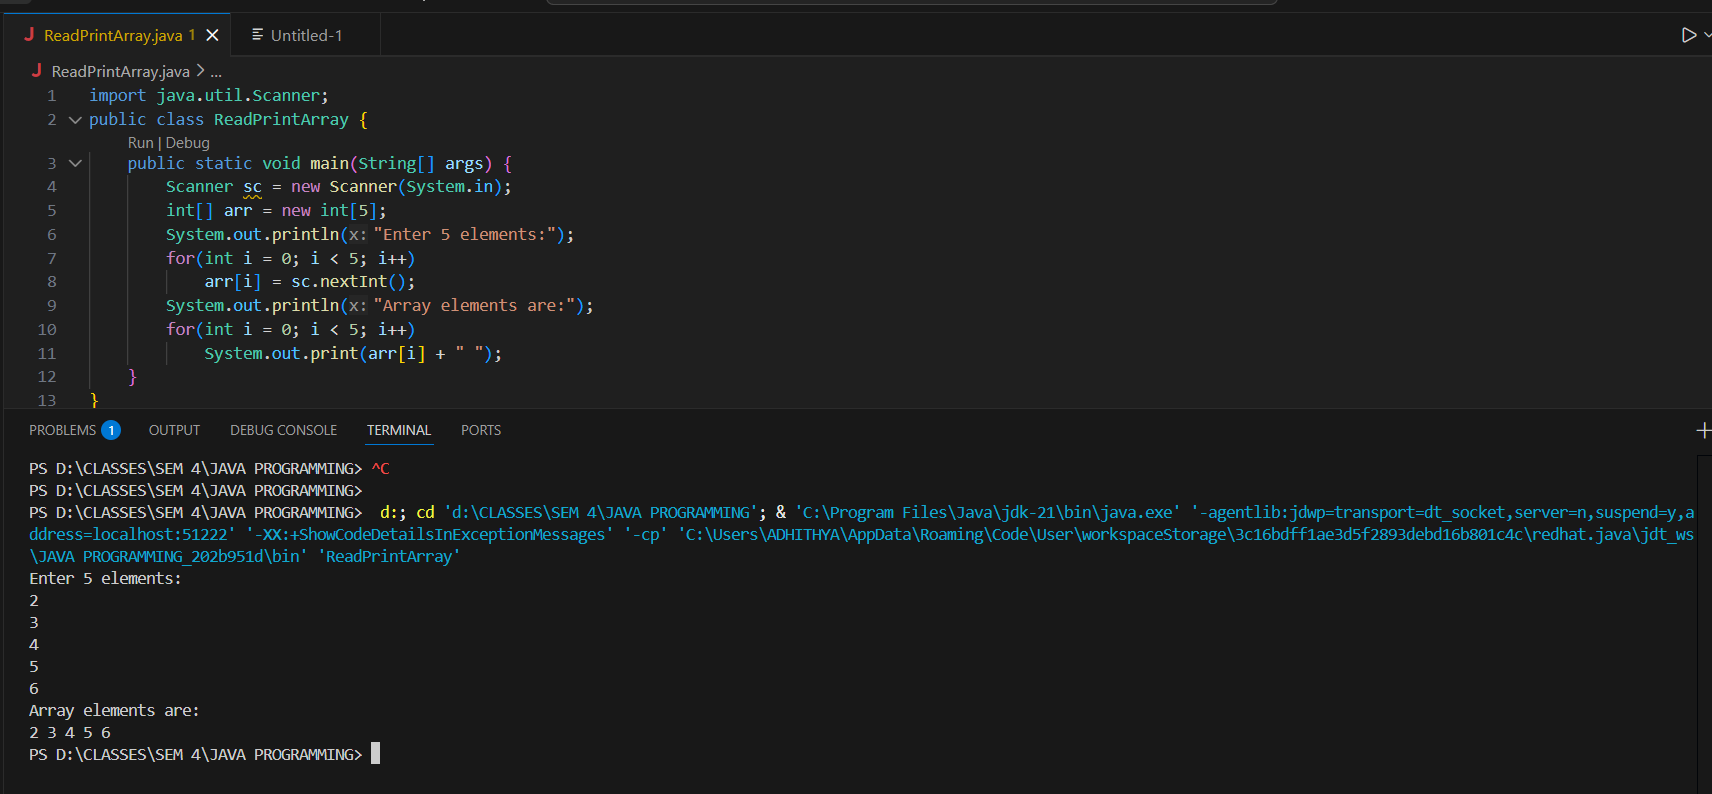 J ReadPrintArray.java 1 × Untitled-1
J ReadPrintArray.java > ...
1 import java.util.Scanner;
2 public class ReadPrintArray {
Run | Debug
3 public static void main(String[] args) {
4 Scanner sc = new Scanner(System.in);
5 int[] arr = new int[5];
6 System.out.println(x: "Enter 5 elements:");
7 for(int i = 0; i < 5; i++)
8 arr[i] = sc.nextInt();
9 System.out.println(x: "Array elements are:");
10 for(int i = 0; i < 5; i++)
11 System.out.print(arr[i] + " ");
12 }
13 }
PROBLEMS 1 OUTPUT DEBUG CONSOLE TERMINAL PORTS
PS D:\CLASSES\SEM 4\JAVA PROGRAMMING> ^C
PS D:\CLASSES\SEM 4\JAVA PROGRAMMING>
PS D:\CLASSES\SEM 4\JAVA PROGRAMMING>  d:; cd 'd:\CLASSES\SEM 4\JAVA PROGRAMMING'; & 'C:\Program Files\Java\jdk-21\bin\java.exe' '-agentlib:jdwp=transport=dt_socket,server=n,suspend=y,a
ddress=localhost:51222' '-XX:+ShowCodeDetailsInExceptionMessages' '-cp' 'C:\Users\ADHITHYA\AppData\Roaming\Code\User\workspaceStorage\3c16bdff1ae3d5f2893debd16b801c4c\redhat.java\jdt_ws
\JAVA PROGRAMMING_202b951d\bin' 'ReadPrintArray'
Enter 5 elements:
2
3
4
5
6
Array elements are:
2 3 4 5 6
PS D:\CLASSES\SEM 4\JAVA PROGRAMMING>